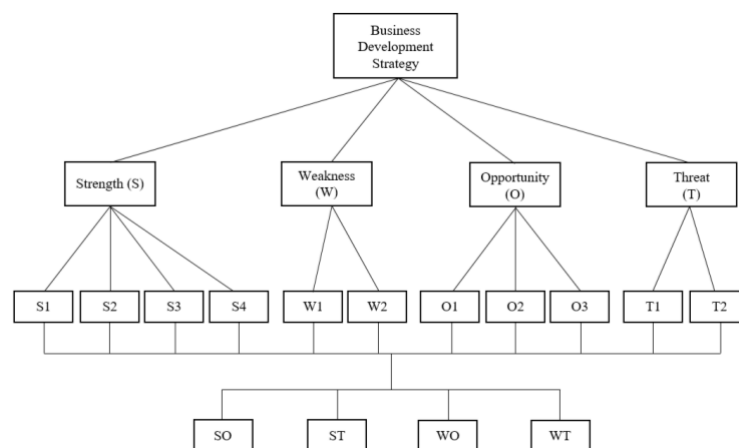 Business
Development
Strategy
Strength (S)
Weakness
(W)
Opportunity
(O)
Threat
(T)
S1
S2
S3
S4
W1
W2
O1
O2
O3
T1
T2
SO
ST
WO
WT